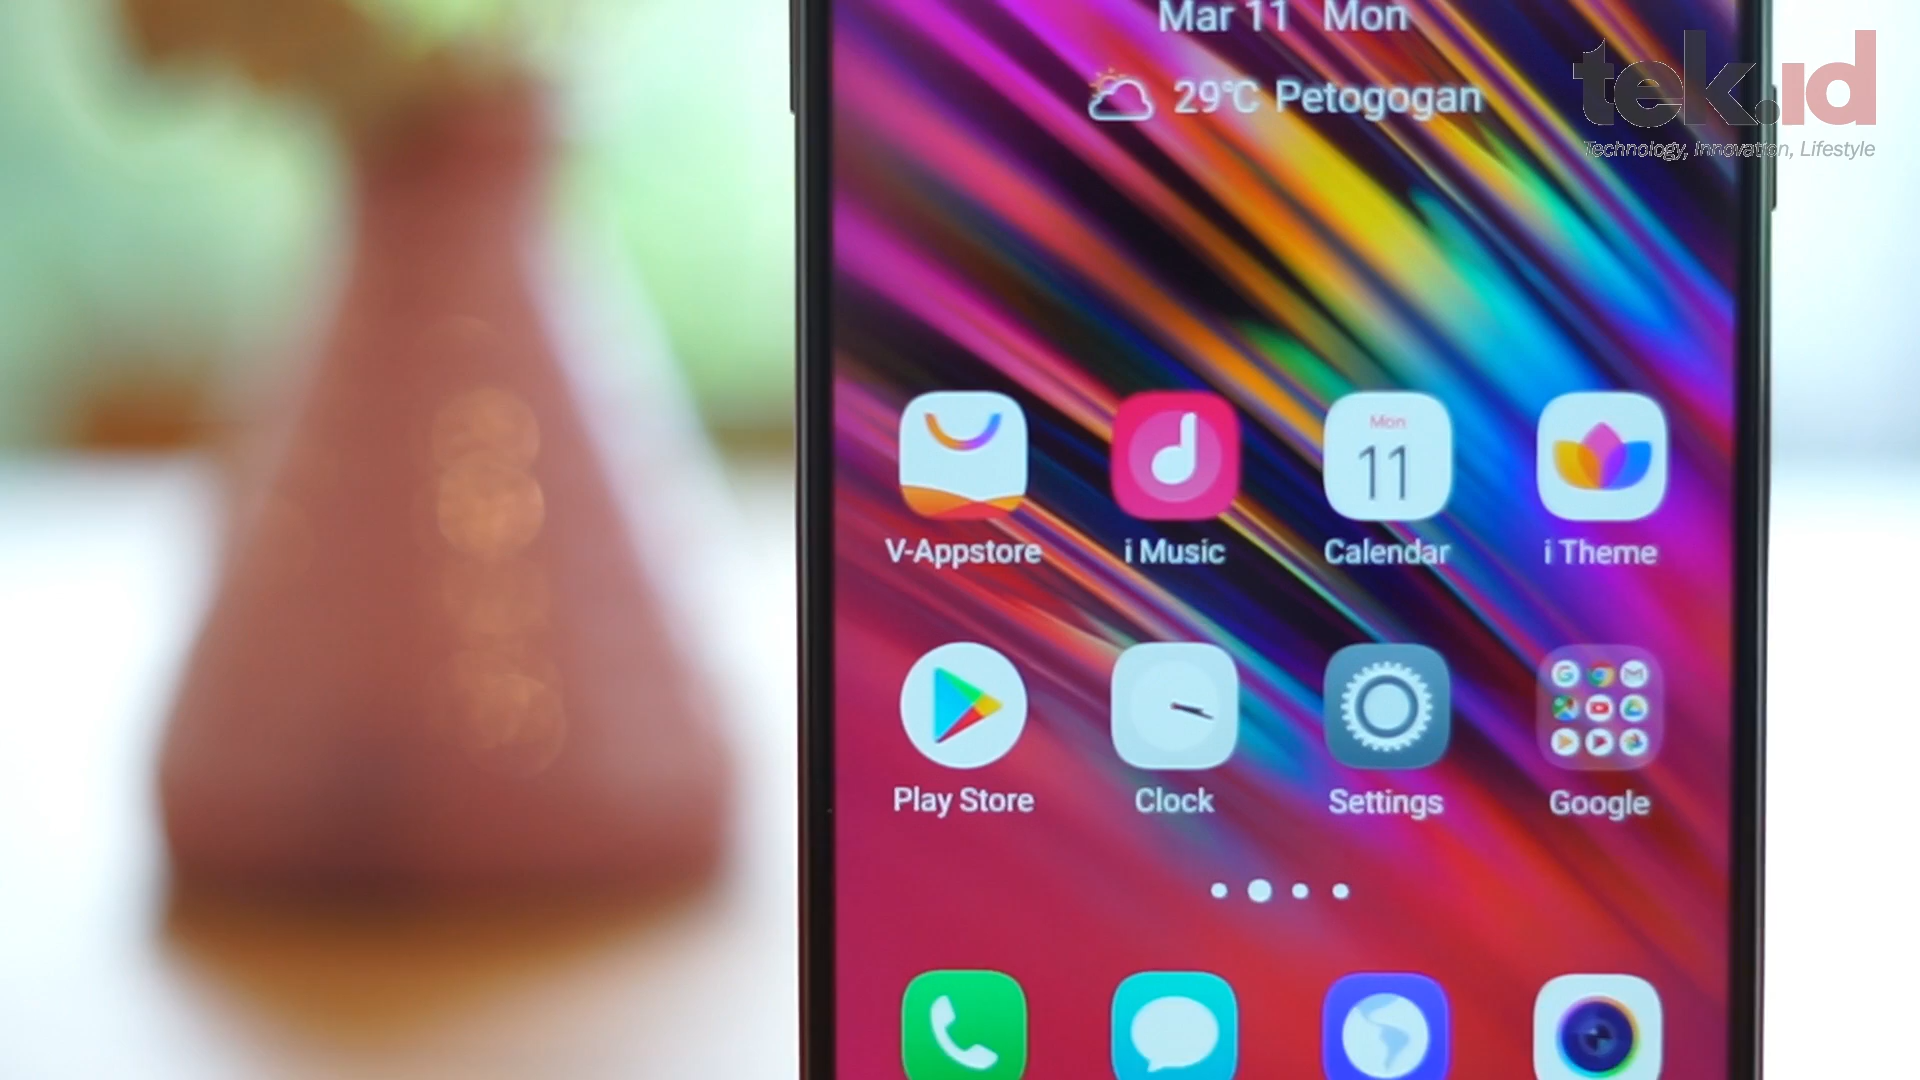 Mar 11 Mon
29°C Petogogan
tek.id
Technology, Innovation, Lifestyle
Mon
11
V-Appstore
i Music
Calendar
i Theme
Play Store
Clock
Settings
Google